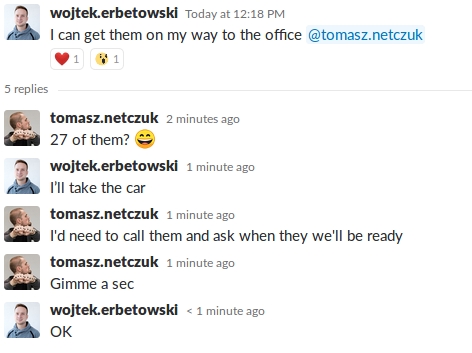 wojtek.erbetowski Today at 12:18 PM
I can get them on my way to the office @tomasz.netczuk
1 1
5 replies
tomasz.netczuk 2 minutes ago
27 of them?
wojtek.erbetowski 1 minute ago
I'll take the car
tomasz.netczuk 1 minute ago
I'd need to call them and ask when they we'll be ready
tomasz.netczuk 1 minute ago
Gimme a sec
wojtek.erbetowski < 1 minute ago
OK